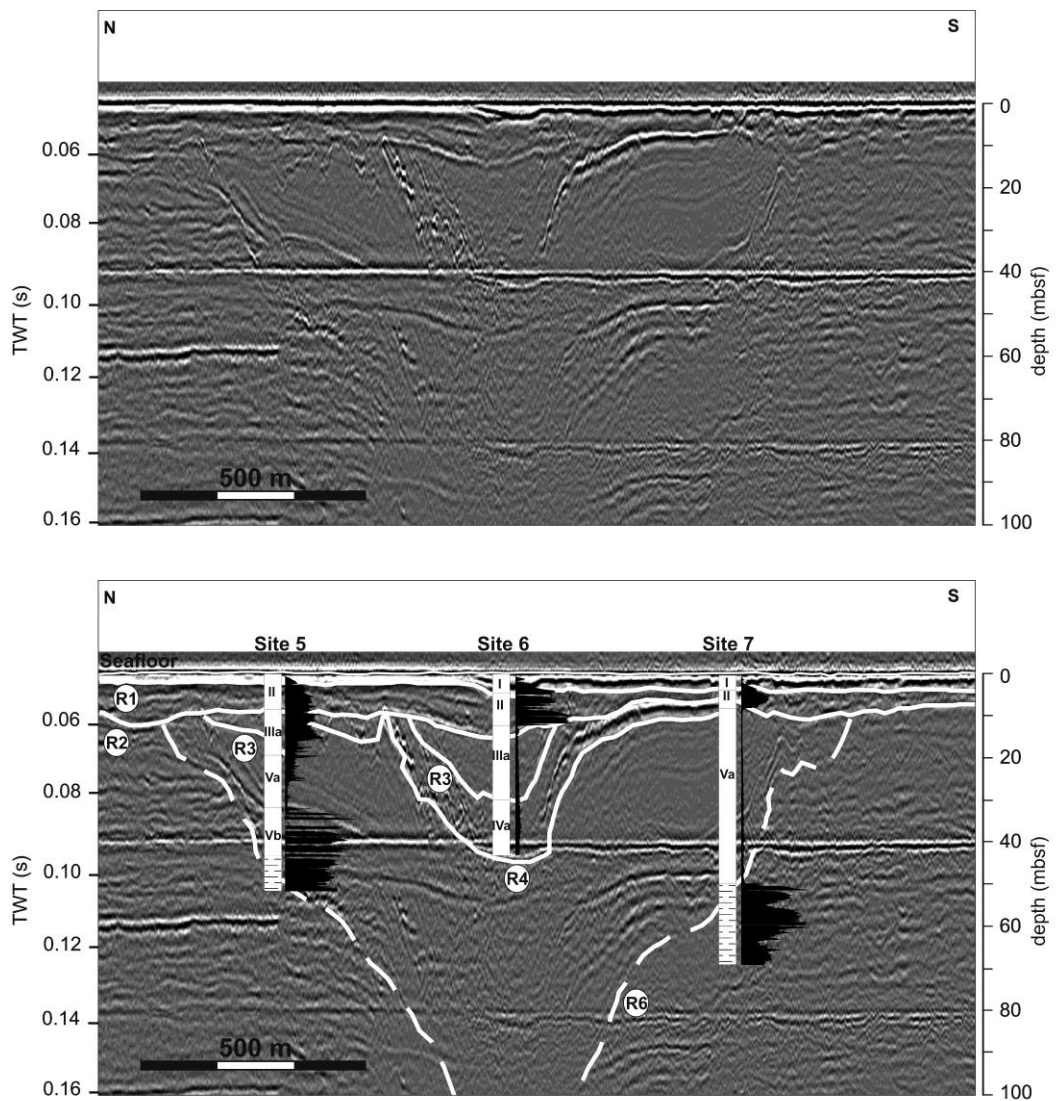 N S
0
0.06
20
0.08
40
0.10
60
0.12
80
0.14
500 m
0.16
100
TWT (s)
depth (mbsf)
N S
Site 5 Site 6 Site 7
Seafloor
0
I I
R1
II II II
0.06
R2
IIIa
R3
IIIa
20
R3
Va Va
0.08
IVa
Vb
40
0.10
R4
60
0.12
R6
80
0.14
500 m
0.16
100
TWT (s)
depth (mbsf)